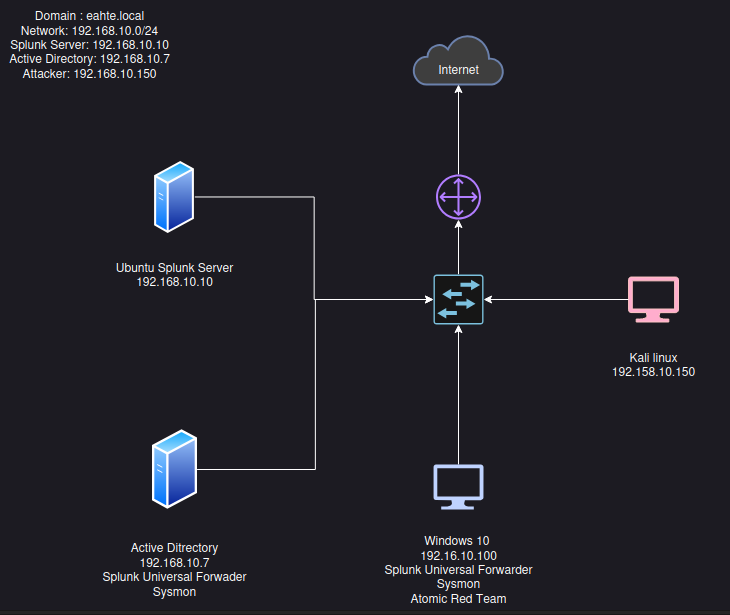 Domain : eahte.local
Network: 192.168.10.0/24
Splunk Server: 192.168.10.10
Active Directory: 192.168.10.7
Attacker: 192.168.10.150
Internet
Ubuntu Splunk Server
192.168.10.10
Kali linux
192.158.10.150
Active Ditrectory
192.168.10.7
Splunk Universal Forwader
Sysmon
Windows 10
192.16.10.100
Splunk Universal Forwarder
Sysmon
Atomic Red Team